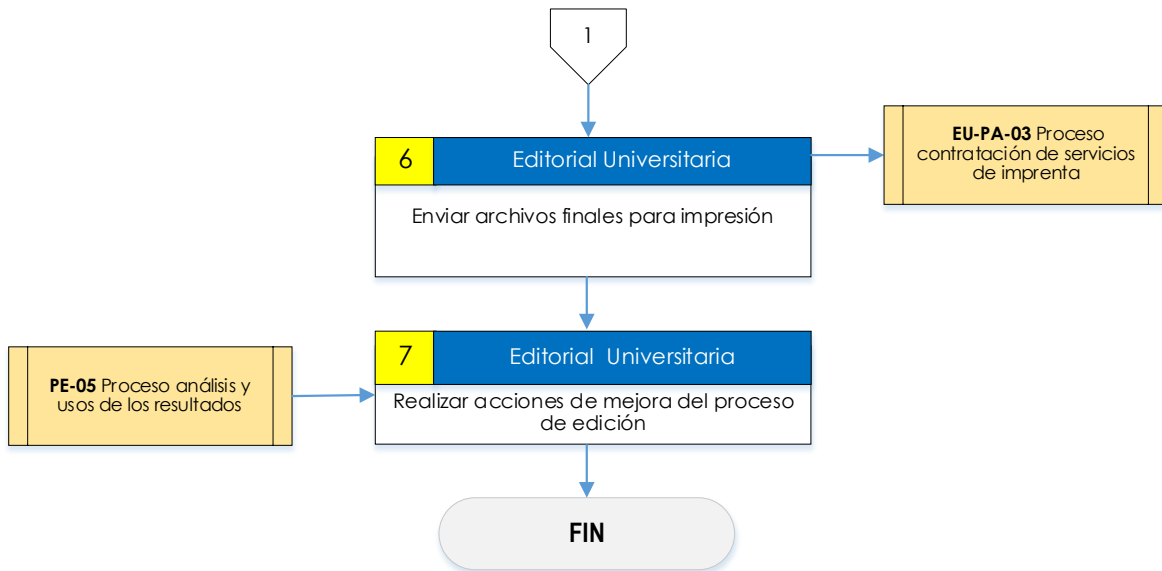 1
6
Editorial Universitaria
EU-PA-03 Proceso
contratación de servicios
de imprenta
Enviar archivos finales para impresión
7
Editorial Universitaria
PE-05 Proceso análisis y
usos de los resultados
Realizar acciones de mejora del proceso
de edición
FIN